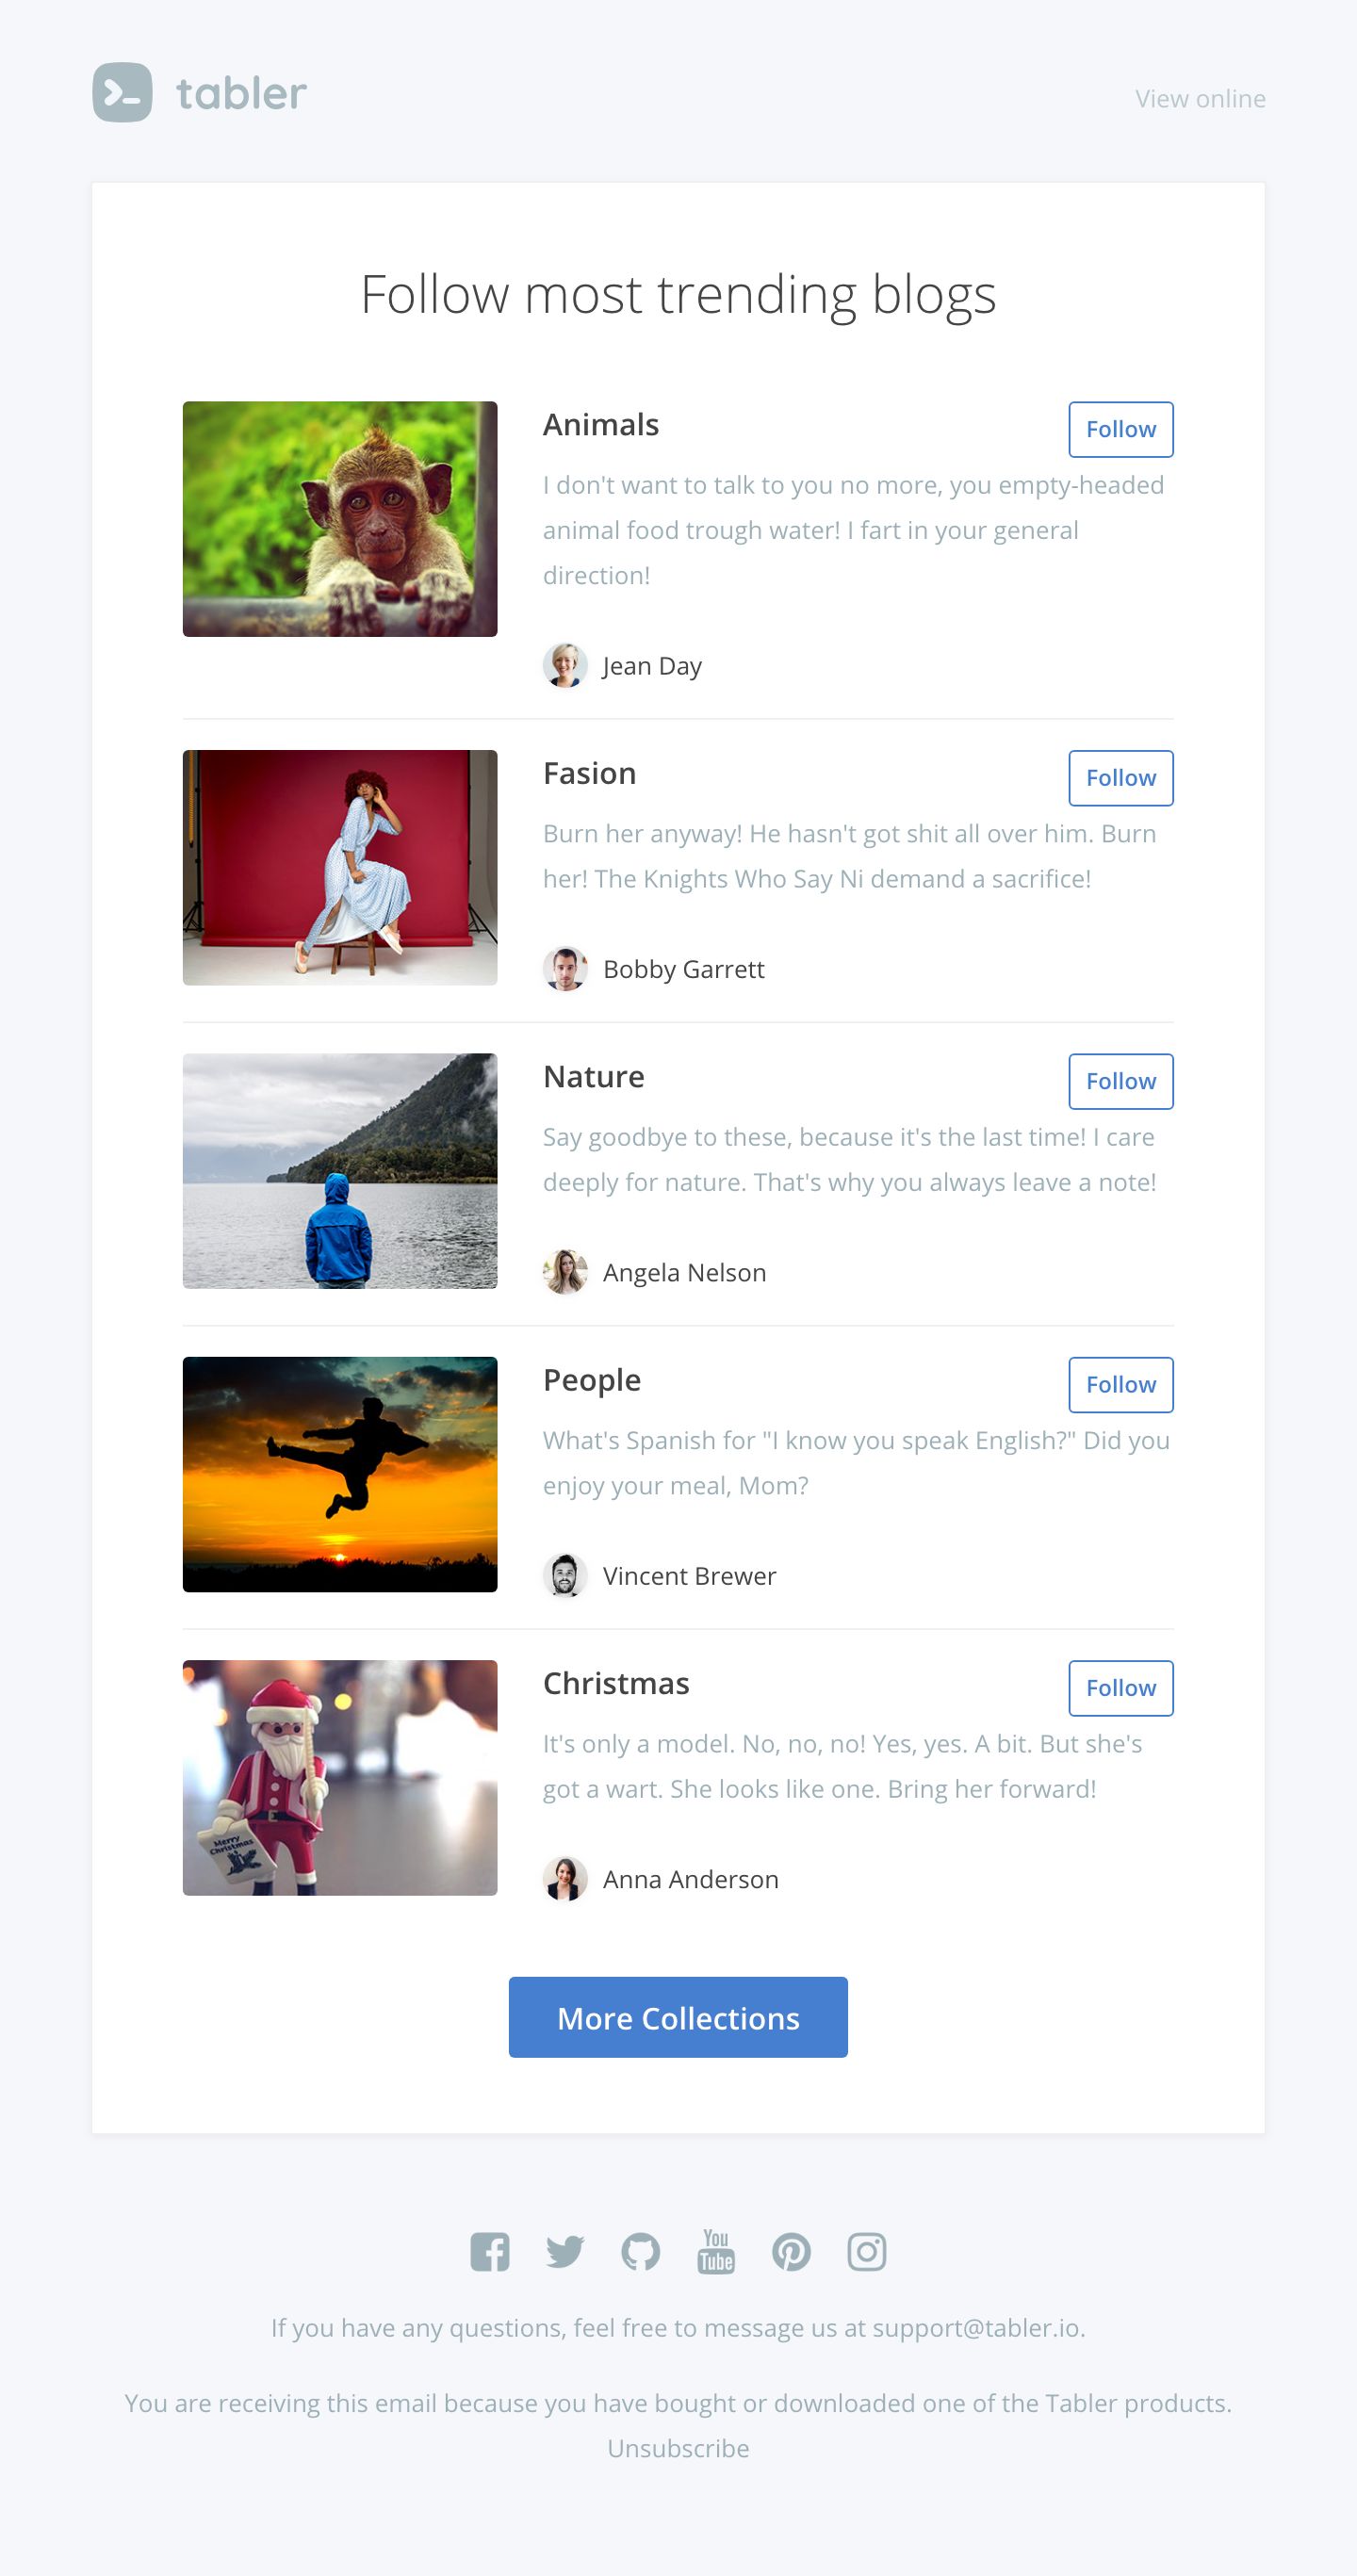 tabler
View online
Follow most trending blogs
Animals
Follow
I don't want to talk to you no more, you empty-headed
animal food trough water! I fart in your general
direction!
Jean Day
Fasion
Follow
Burn her anyway! He hasn't got shit all over him. Burn
her! The Knights Who Say Ni demand a sacrifice!
Bobby Garrett
Nature
Follow
Say goodbye to these, because it's the last time! I care
deeply for nature. That's why you always leave a note!
Angela Nelson
People
Follow
What's Spanish for "I know you speak English?" Did you
enjoy your meal, Mom?
Vincent Brewer
Merry
Christmas
Christmas
Follow
It's only a model. No, no, no! Yes, yes. A bit. But she's
got a wart. She looks like one. Bring her forward!
Anna Anderson
More Collections
You
Tube
If you have any questions, feel free to message us at support@tabler.io.
You are receiving this email because you have bought or downloaded one of the Tabler products.
Unsubscribe